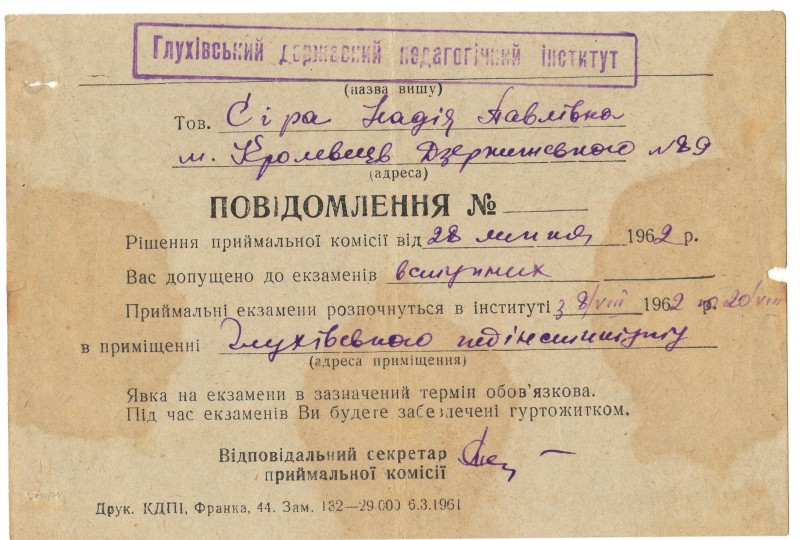 Глухівський державний педагогічний інститут
(назва вишу)
Тов. Сіра Надія Павлівна
м. Кролевець Дзержинського №89
(адреса)
ПОВІДОМЛЕННЯ №
Рішення приймальної комісії від 28 липня 1962 р.
Вас допущено до екзаменів вступних
Приймальні екзамени розпочнуться в інституті з 8/VIII 1962 р. по 20/VIII
в приміщенні Глухівського педінституту
(адреса приміщення)
Явка на екзамени в зазначений термін обов'язкова.
Під час екзаменів Ви будете забезпечені гуртожитком.
Відповідальний секретар
приймальної комісії
Друк. КДПІ, Франка, 44. Зам. 132—29.000 6.3.1961